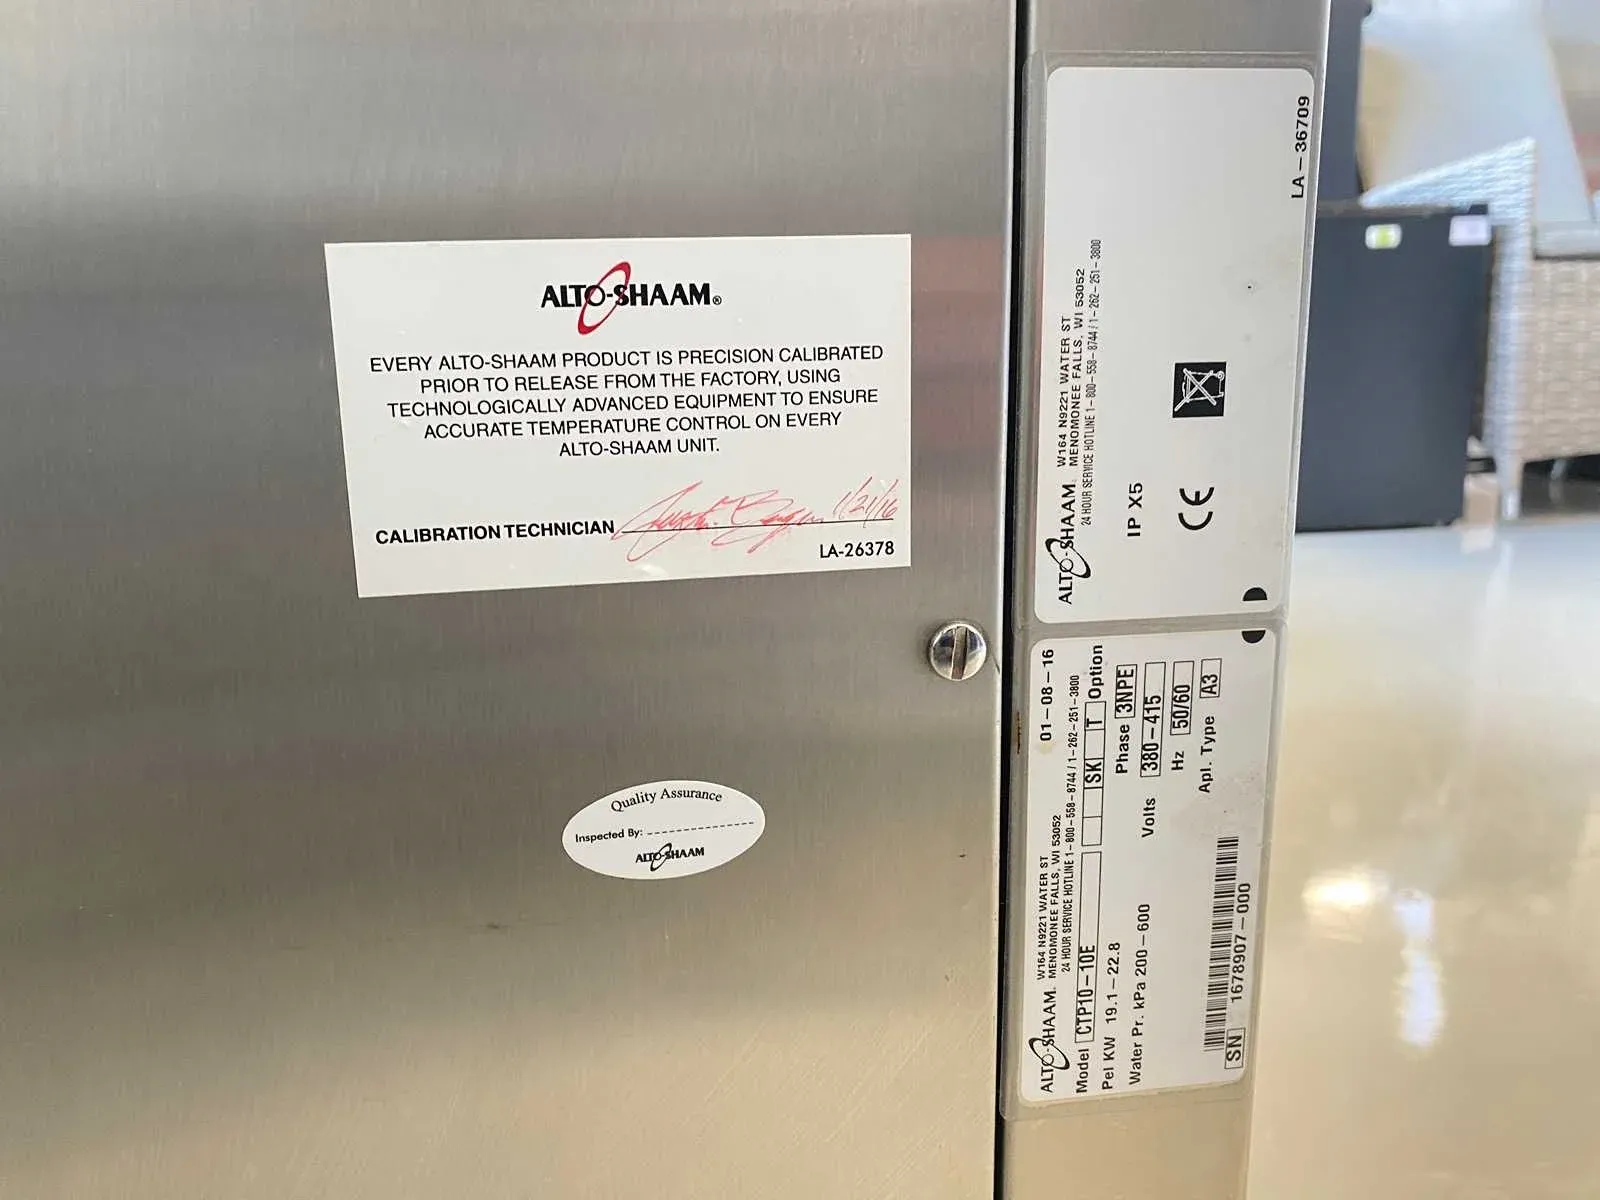 ALTO-SHAAM®
EVERY ALTO-SHAAM PRODUCT IS PRECISION CALIBRATED
PRIOR TO RELEASE FROM THE FACTORY, USING
TECHNOLOGICALLY ADVANCED EQUIPMENT TO ENSURE
ACCURATE TEMPERATURE CONTROL ON EVERY
ALTO-SHAAM UNIT.
CALIBRATION TECHNICIAN 1/21/16
LA-26378
Quality Assurance
Inspected By:
ALTO-SHAAM
LA-36709
ALTO-SHAAM. W164 N9221 WATER ST
MENOMONEE FALLS, WI 53052
24 HOUR SERVICE HOTLINE 1-800-558-8744 / 1-262-251-3800
IP X5
CE
01-08-16
ALTO-SHAAM. W164 N9221 WATER ST
MENOMONEE FALLS, WI 53052
24 HOUR SERVICE HOTLINE 1-800-558-8744 / 1-262-251-3800
Model CTP10-10E SK T Option
Pel KW 19.1-22.8 Phase 3NPE
Water Pr. kPa 200-600 Volts 380-415
Hz 50/60
Apl. Type A3
SN 1678907-000